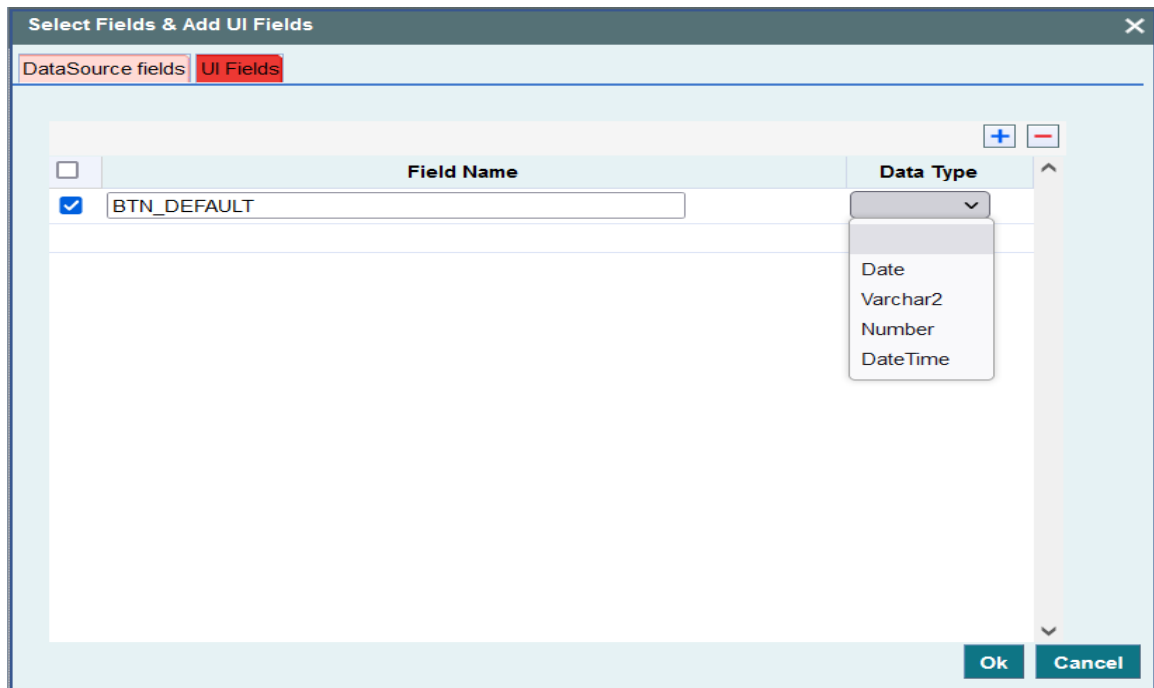 Select Fields & Add UI Fields
DataSource fields UI Fields
Field Name Data Type
BTN_DEFAULT
Date
Varchar2
Number
DateTime
Ok Cancel